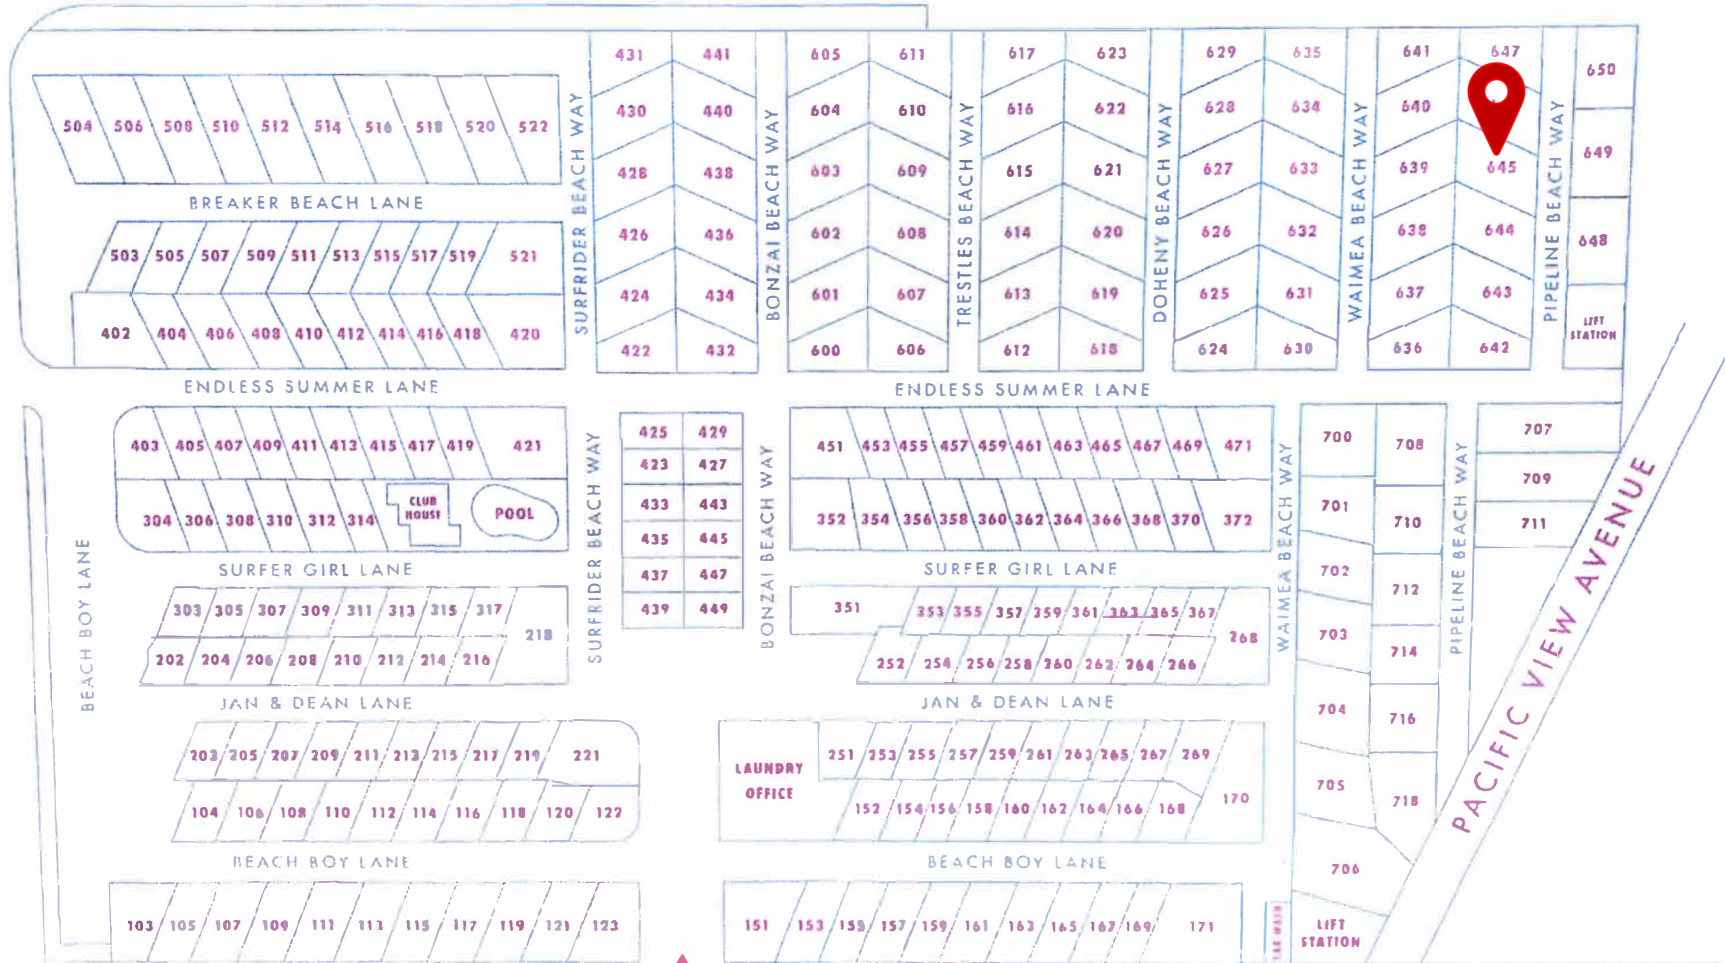 431 441 605 611 617 623 629 635 641 647 650
430 440 604 610 616 622 628 634 640
504 506 508 510 512 514 516 518 520 522
428 438 603 609 615 621 627 633 639 645 649
BREAKER BEACH LANE
SURFRIDER BEACH WAY
BONZAI BEACH WAY
TRESTLES BEACH WAY
DOHENY BEACH WAY
WAIMEA BEACH WAY
PIPELINE BEACH WAY
426 436 602 608 614 620 626 632 638 644 648
503 505 507 509 511 513 515 517 519 521
424 434 601 607 613 619 625 631 637 643
402 404 406 408 410 412 414 416 418 420
LIFT
STATION
422 432 600 606 612 618 624 630 636 642
ENDLESS SUMMER LANE
ENDLESS SUMMER LANE
403 405 407 409 411 413 415 417 419 421
425 429
423 427
451 453 455 457 459 461 463 465 467 469 471
700 708 707
709
304 306 308 310 312 314
CLUB
HOUSE
POOL
433 443
435 445
437 447
439 449
352 354 356 358 360 362 364 366 368 370 372
701 710 711
SURFRIDER BEACH WAY
BONZAI BEACH WAY
WAIMEA BEACH WAY
PIPELINE BEACH WAY
PACIFIC VIEW AVENUE
BEACH BOY LANE
SURFER GIRL LANE
SURFER GIRL LANE
702 712
303 305 307 309 311 313 315 317
218
351 353 355 357 359 361 363 365 367
268
703 714
202 204 206 208 210 212 214 216
252 254 256 258 260 262 264 266
JAN & DEAN LANE
JAN & DEAN LANE
704 716
203 205 207 209 211 213 215 217 219 221
LAUNDRY
OFFICE
251 253 255 257 259 261 263 265 267 269
705 718
104 106 108 110 112 114 116 118 120 122
152 154 156 158 160 162 164 166 168 170
BEACH BOY LANE
BEACH BOY LANE
706
103 105 107 109 111 113 115 117 119 121 123
151 153 155 157 159 161 163 165 167 169 171
LIFT
STATION